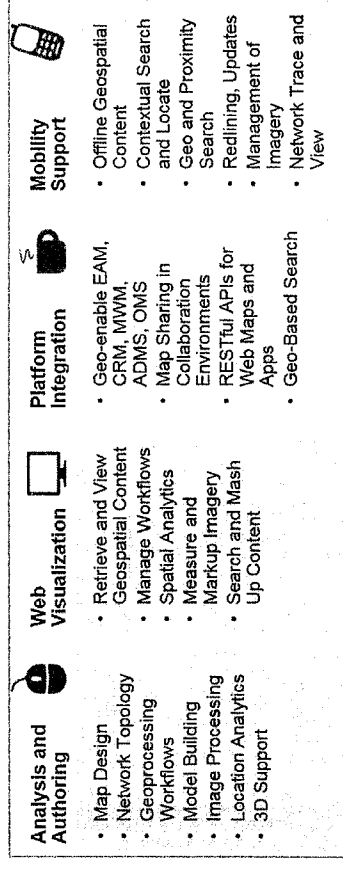 Analysis and
Authoring
• Map Design
• Network Topology
• Geoprocessing
Workflows
• Model Building
• Image Processing
• Location Analytics
• 3D Support
Web
Visualization
• Retrieve and View
Geospatial Content
• Manage Workflows
• Spatial Analytics
• Measure and
Markup Imagery
• Search and Mash
Up Content
Platform
Integration
• Geo-enable EAM,
CRM, MWM,
ADMS, OMS
• Map Sharing in
Collaboration
Environments
• RESTful APIs for
Web Maps and
Apps
• Geo-Based Search
Mobility
Support
• Offline Geospatial
Content
• Contextual Search
and Locate
• Geo and Proximity
Search
• Redlining, Updates
• Management of
Imagery
• Network Trace and
View